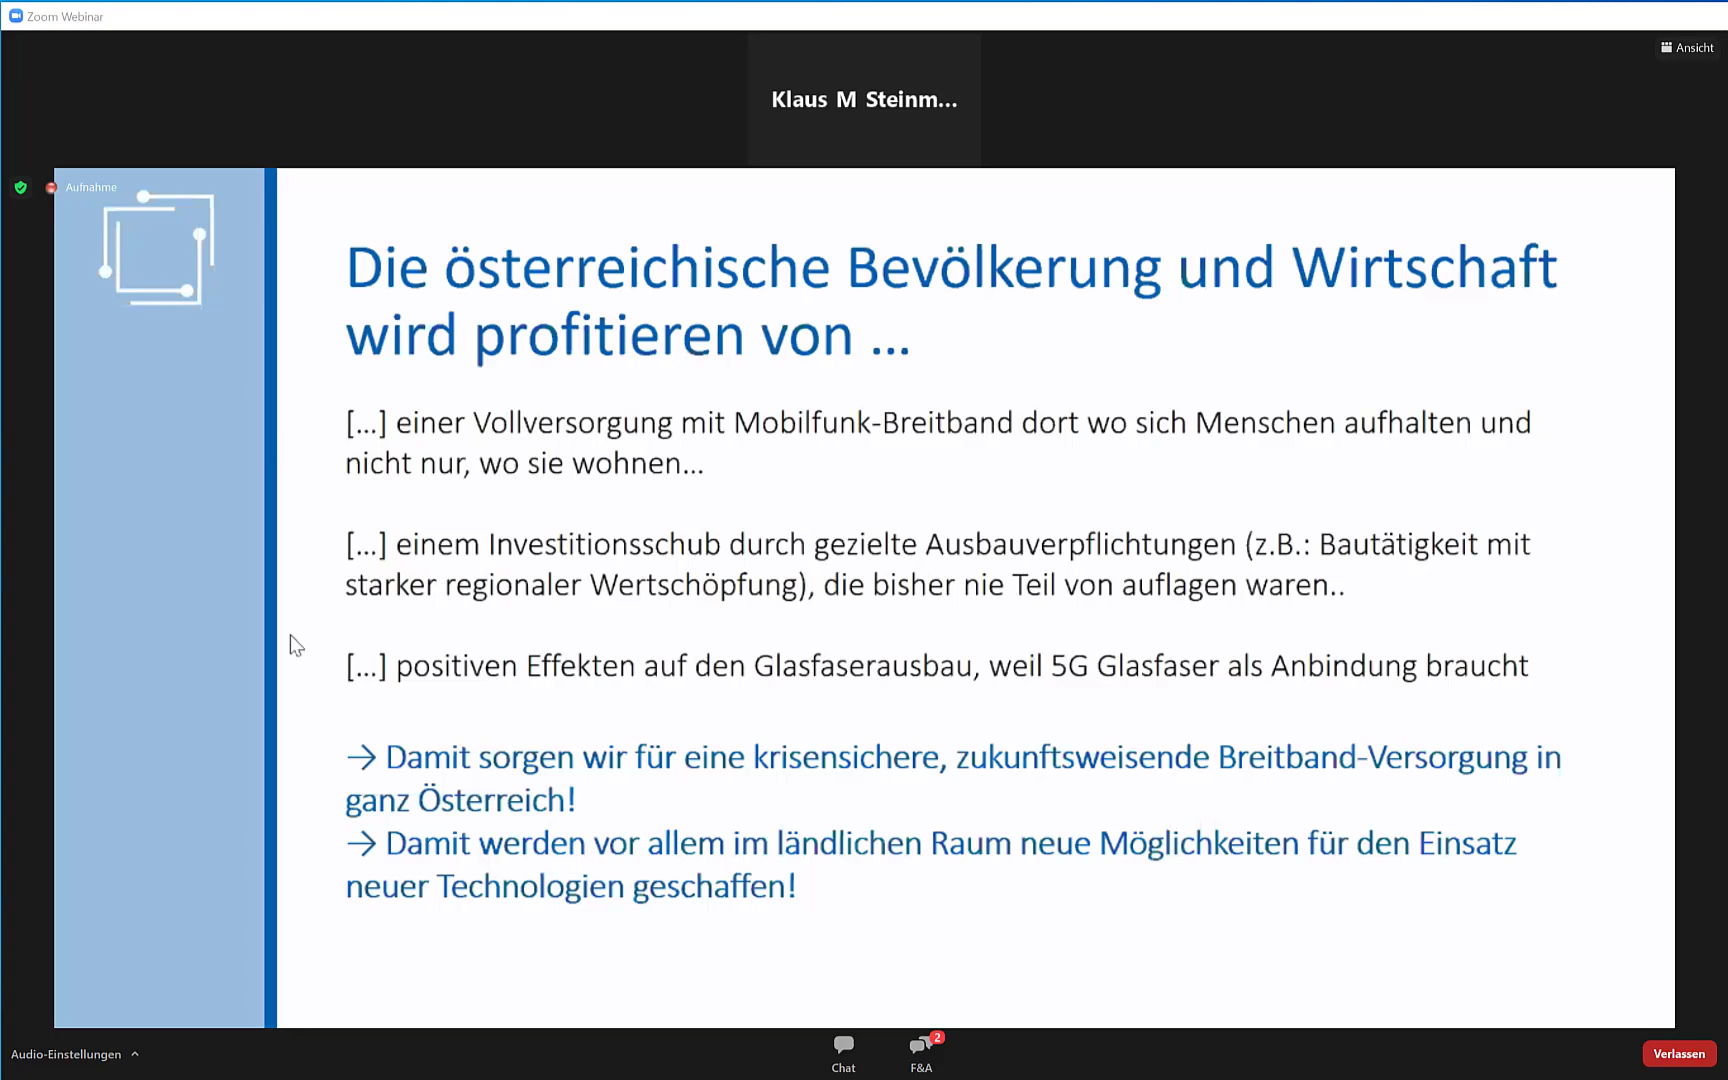 Zoom Webinar
Ansicht
Klaus M Steinm...
Aufnahme
Die österreichische Bevölkerung und Wirtschaft
wird profitieren von ...
[...] einer Vollversorgung mit Mobilfunk-Breitband dort wo sich Menschen aufhalten und
nicht nur, wo sie wohnen...
[...] einem Investitionsschub durch gezielte Ausbauverpflichtungen (z.B.: Bautätigkeit mit
starker regionaler Wertschöpfung), die bisher nie Teil von auflagen waren..
[...] positiven Effekten auf den Glasfaserausbau, weil 5G Glasfaser als Anbindung braucht
→ Damit sorgen wir für eine krisensichere, zukunftsweisende Breitband-Versorgung in
ganz Österreich!
→ Damit werden vor allem im ländlichen Raum neue Möglichkeiten für den Einsatz
neuer Technologien geschaffen!
Audio-Einstellungen
Chat
2
F&A
Verlassen